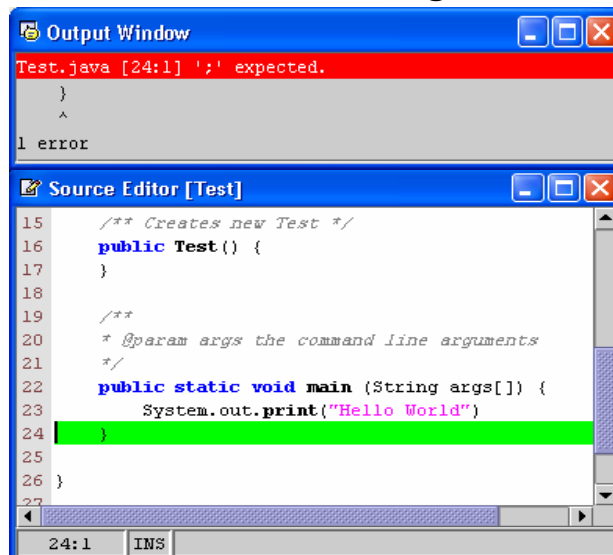 Output Window
Test.java [24:1] ';' expected.
}
^
1 error
Source Editor [Test]
15 /** Creates new Test */
16 public Test() {
17 }
18
19 /**
20 * @param args the command line arguments
21 */
22 public static void main (String args[]) {
23 System.out.print("Hello World")
24 }
25
26 }
27
24:1 INS